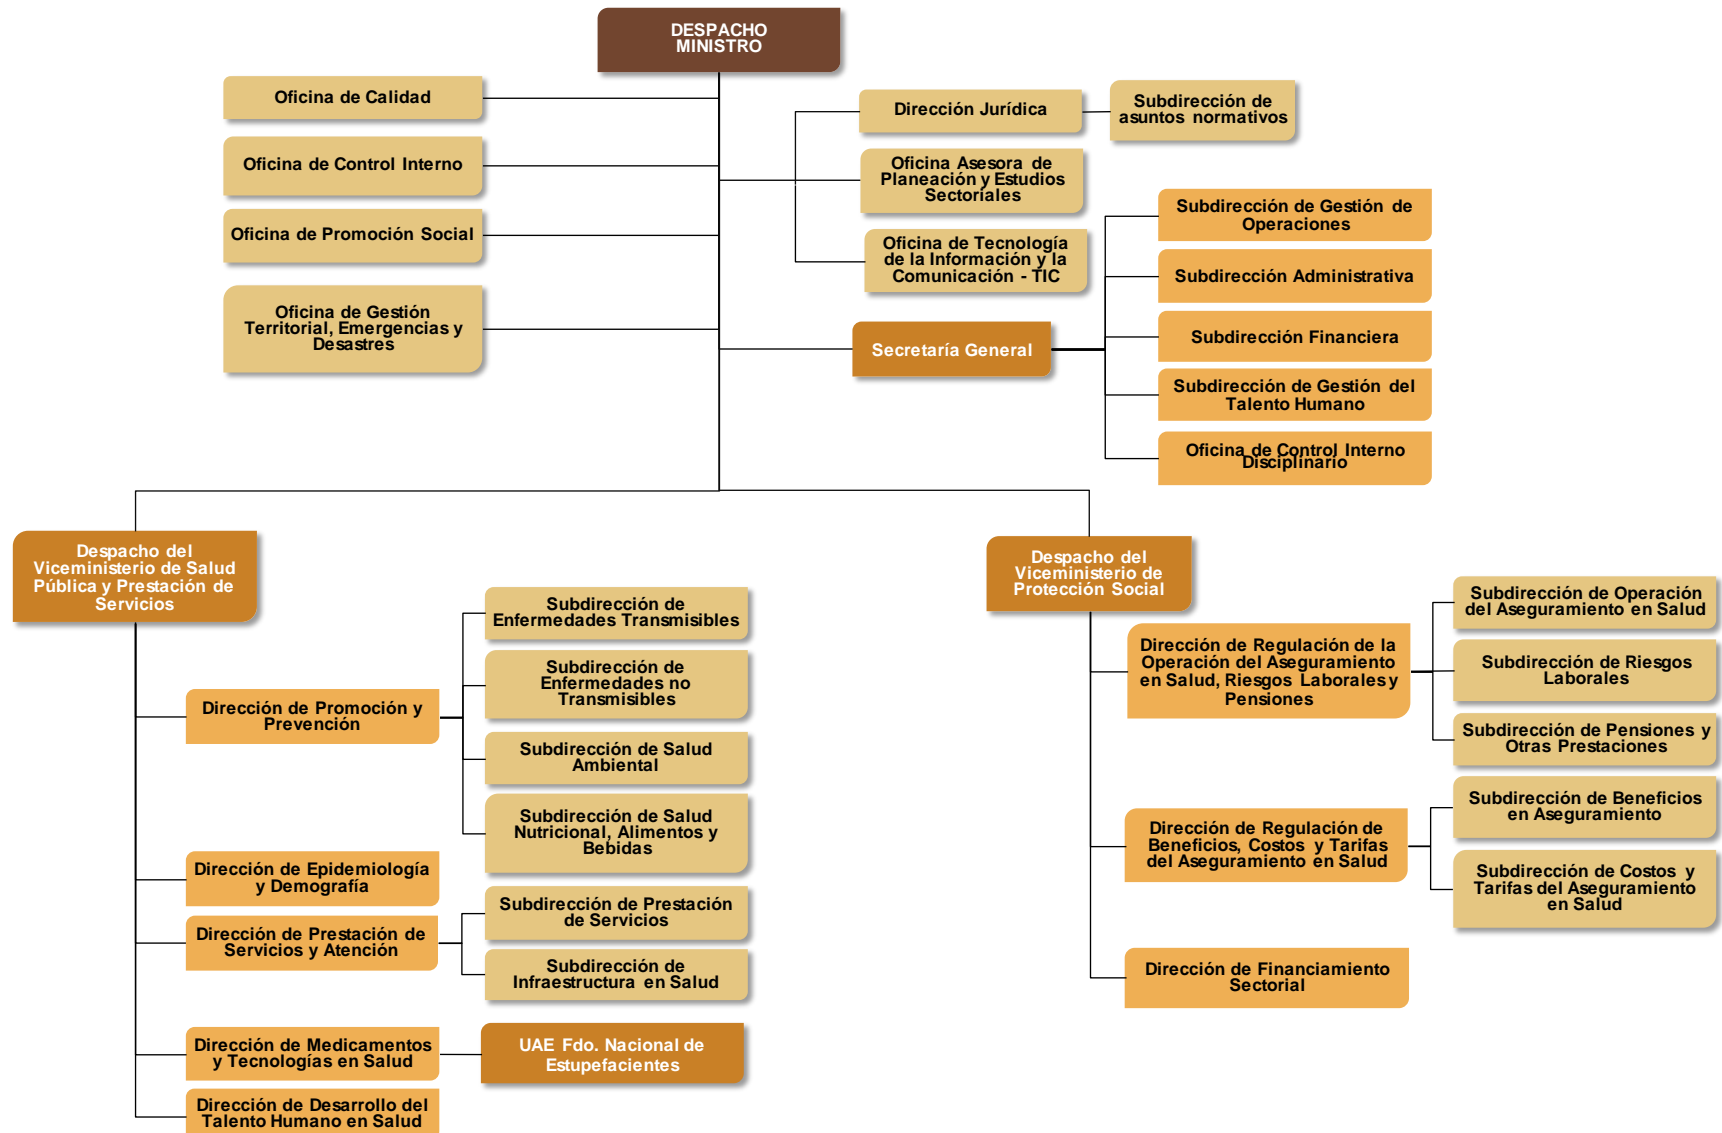 DESPACHO
MINISTRO
Oficina de Calidad
Oficina de Control Interno
Oficina de Promoción Social
Oficina de Gestión
Territorial, Emergencias y
Desastres
Dirección Jurídica
Subdirección de
asuntos normativos
Oficina Asesora de
Planeación y Estudios
Sectoriales
Oficina de Tecnología
de la Información y la
Comunicación - TIC
Secretaría General
Subdirección de Gestión de
Operaciones
Subdirección Administrativa
Subdirección Financiera
Subdirección de Gestión del
Talento Humano
Oficina de Control Interno
Disciplinario
Despacho del
Viceministerio de Salud
Pública y Prestación de
Servicios
Dirección de Promoción y
Prevención
Subdirección de
Enfermedades Transmisibles
Subdirección de
Enfermedades no
Transmisibles
Subdirección de Salud
Ambiental
Subdirección de Salud
Nutricional, Alimentos y
Bebidas
Dirección de Epidemiología
y Demografía
Dirección de Prestación de
Servicios y Atención
Subdirección de Prestación
de Servicios
Subdirección de
Infraestructura en Salud
Dirección de Medicamentos
y Tecnologías en Salud
UAE Fdo. Nacional de
Estupefacientes
Dirección de Desarrollo del
Talento Humano en Salud
Despacho del
Viceministerio de
Protección Social
Dirección de Regulación de la
Operación del Aseguramiento
en Salud, Riesgos Laborales y
Pensiones
Subdirección de Operación
del Aseguramiento en Salud
Subdirección de Riesgos
Laborales
Subdirección de Pensiones y
Otras Prestaciones
Dirección de Regulación de
Beneficios, Costos y Tarifas
del Aseguramiento en Salud
Subdirección de Beneficios
en Aseguramiento
Subdirección de Costos y
Tarifas del Aseguramiento
en Salud
Dirección de Financiamiento
Sectorial